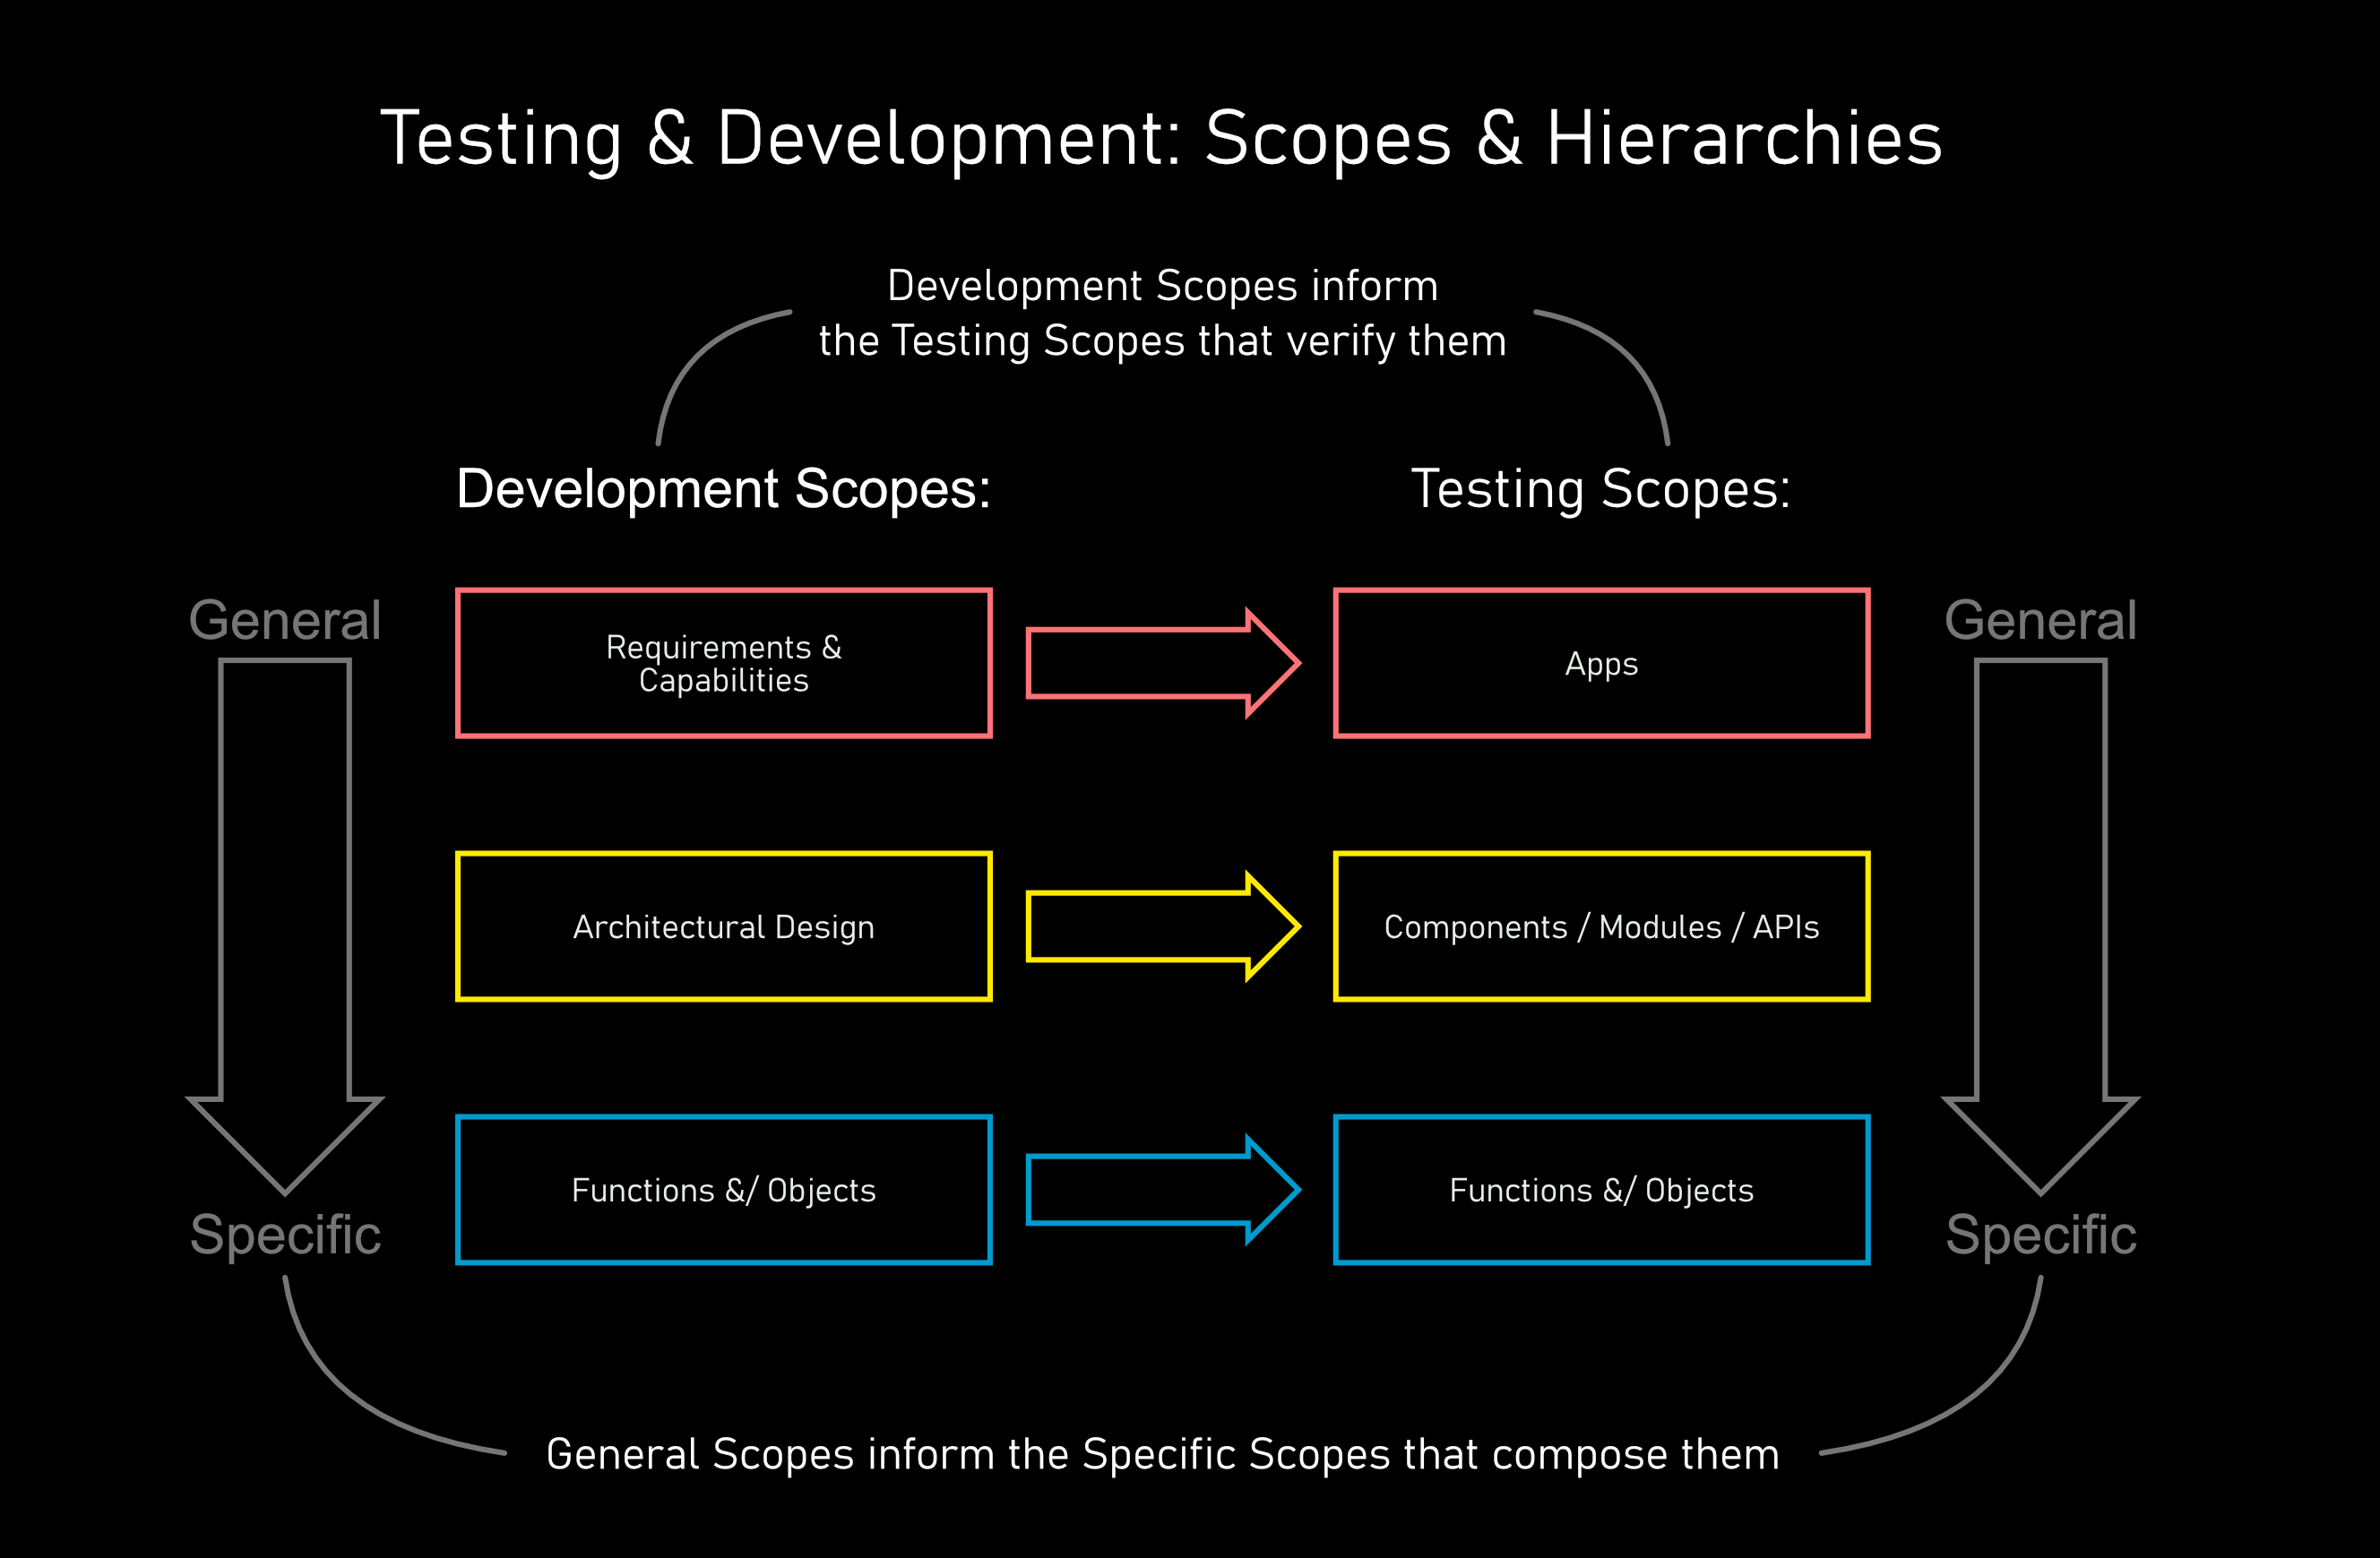 Testing & Development: Scopes & Hierarchies
Development Scopes inform
the Testing Scopes that verify them
Development Scopes:
Testing Scopes:
General
Requirements &
Capabilities
Apps
General
Architectural Design
Components / Modules / APIs
Functions &/ Objects
Functions &/ Objects
Specific
Specific
General Scopes inform the Specific Scopes that compose them